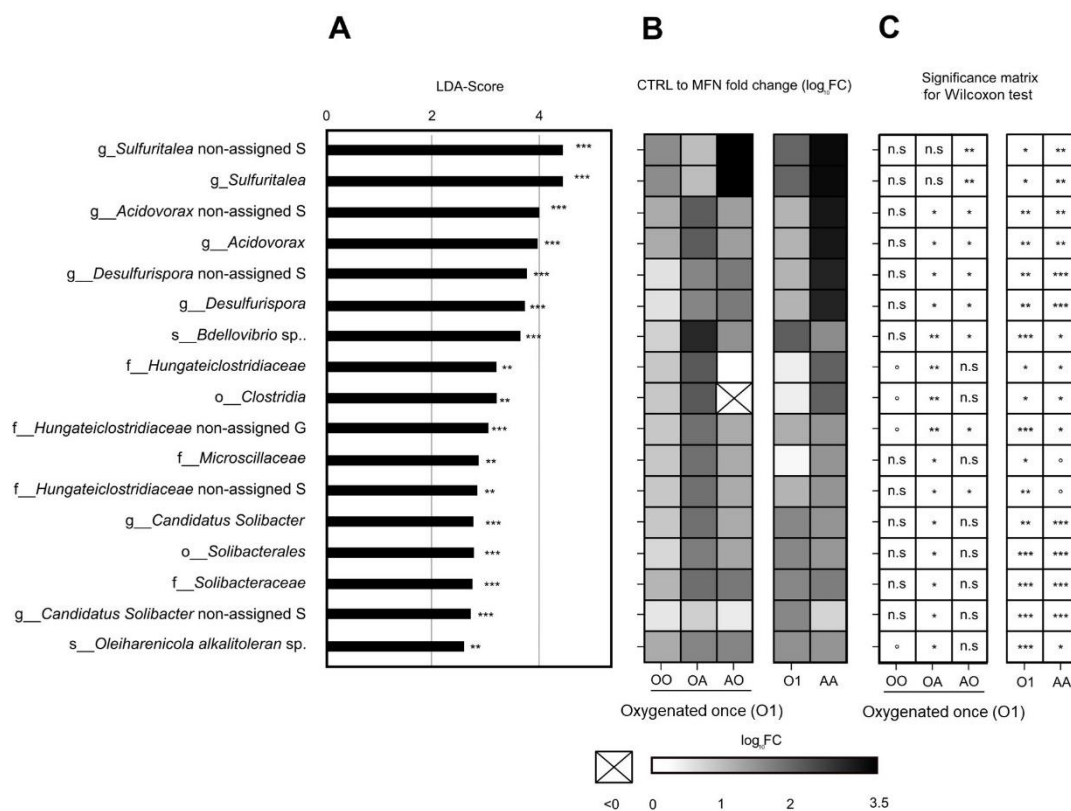 A B C
LDA-Score
CTRL to MFN fold change (log₁₀FC)
Significance matrix
for Wilcoxon test
0 2 4
g_Sulfuritalea non-assigned S *** n.s n.s ** * **
g_Sulfuritalea *** n.s n.s ** * **
g__Acidovorax non-assigned S *** n.s * * ** **
g__Acidovorax *** n.s * * ** **
g__Desulfurispora non-assigned S *** n.s * * ** ***
g__Desulfurispora *** n.s * * ** ***
s__Bdellovibrio sp.. *** n.s ** * *** *
f__Hungateiclostridiaceae ** ° ** n.s * *
o__Clostridia ** ° ** n.s * *
f__Hungateiclostridiaceae non-assigned G *** ° ** * *** *
f__Microscillaceae ** n.s * n.s * °
f__Hungateiclostridiaceae non-assigned S ** n.s * * ** °
g__Candidatus Solibacter *** n.s * n.s ** ***
o__Solibacterales *** n.s * n.s *** ***
f__Solibacteraceae *** n.s * n.s *** ***
g__Candidatus Solibacter non-assigned S *** n.s * n.s *** ***
s__Oleiharenicola alkalitoleran sp. ** ° * n.s *** *
OO OA AO O1 AA OO OA AO O1 AA
Oxygenated once (O1) Oxygenated once (O1)
log₁₀FC
<0 0 1 2 3.5